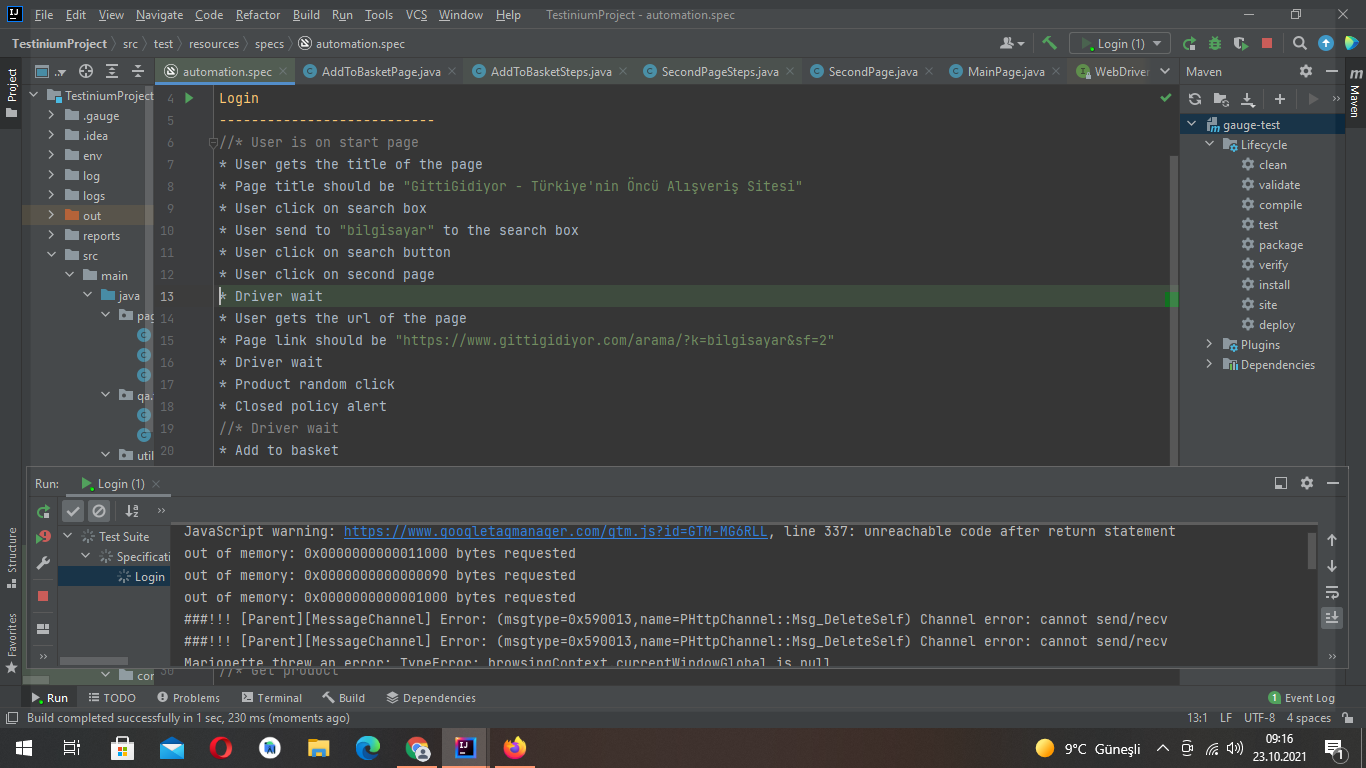 File Edit View Navigate Code Refactor Build Run Tools VCS Window Help TestiniumProject - automation.spec
TestiniumProject src test resources specs automation.spec
Login (1)
Project
automation.spec AddToBasketPage.java AddToBasketSteps.java SecondPageSteps.java SecondPage.java MainPage.java WebDriver
Maven
TestiniumProject
.gauge
.idea
env
log
logs
out
reports
src
main
java
pag
qa.
util
con
4 Login
5 ---------------------------
6 //* User is on start page
7 * User gets the title of the page
8 * Page title should be "GittiGidiyor - Türkiye'nin Öncü Alışveriş Sitesi"
9 * User click on search box
10 * User send to "bilgisayar" to the search box
11 * User click on search button
12 * User click on second page
13 * Driver wait
14 * User gets the url of the page
15 * Page link should be "https://www.gittigidiyor.com/arama/?k=bilgisayar&sf=2"
16 * Driver wait
17 * Product random click
18 * Closed policy alert
19 //* Driver wait
20 * Add to basket
gauge-test
Lifecycle
clean
validate
compile
test
package
verify
install
site
deploy
Plugins
Dependencies
Maven
Run: Login (1)
Test Suite
Specificati
Login
JavaScript warning: https://www.googletagmanager.com/gtm.js?id=GTM-MG6RLL, line 337: unreachable code after return statement
out of memory: 0x0000000000011000 bytes requested
out of memory: 0x0000000000000090 bytes requested
out of memory: 0x0000000000001000 bytes requested
###!!! [Parent][MessageChannel] Error: (msgtype=0x590013,name=PHttpChannel::Msg_DeleteSelf) Channel error: cannot send/recv
###!!! [Parent][MessageChannel] Error: (msgtype=0x590013,name=PHttpChannel::Msg_DeleteSelf) Channel error: cannot send/recv
Marionette threw an error: TypeError: browsingContext.currentWindowGlobal is null
30 //* Get product
Structure
Favorites
Run TODO Problems Terminal Build Dependencies 1 Event Log
Build completed successfully in 1 sec, 230 ms (moments ago) 13:1 LF UTF-8 4 spaces
9°C Güneşli
09:16
23.10.2021
1